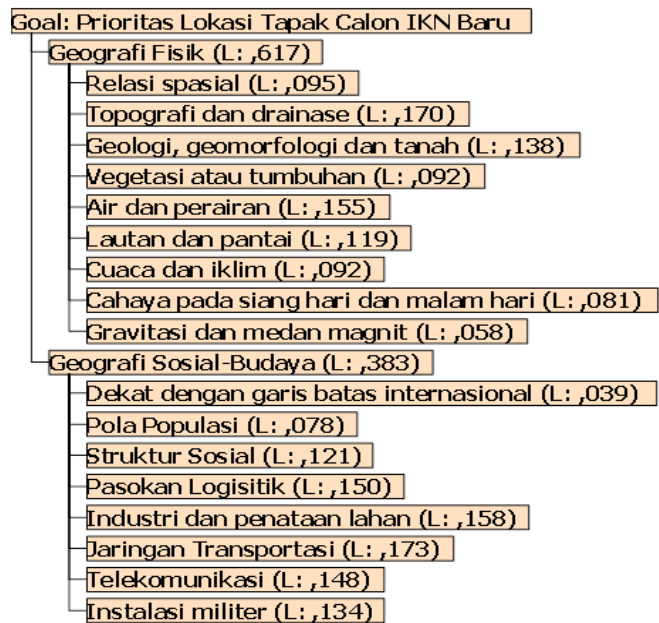 Goal: Prioritas Lokasi Tapak Calon IKN Baru
Geografi Fisik (L: ,617)
Relasi spasial (L: ,095)
Topografi dan drainase (L: ,170)
Geologi, geomorfologi dan tanah (L: ,138)
Vegetasi atau tumbuhan (L: ,092)
Air dan perairan (L: ,155)
Lautan dan pantai (L: ,119)
Cuaca dan iklim (L: ,092)
Cahaya pada siang hari dan malam hari (L: ,081)
Gravitasi dan medan magnit (L: ,058)
Geografi Sosial-Budaya (L: ,383)
Dekat dengan garis batas internasional (L: ,039)
Pola Populasi (L: ,078)
Struktur Sosial (L: ,121)
Pasokan Logisitik (L: ,150)
Industri dan penataan lahan (L: ,158)
Jaringan Transportasi (L: ,173)
Telekomunikasi (L: ,148)
Instalasi militer (L: ,134)